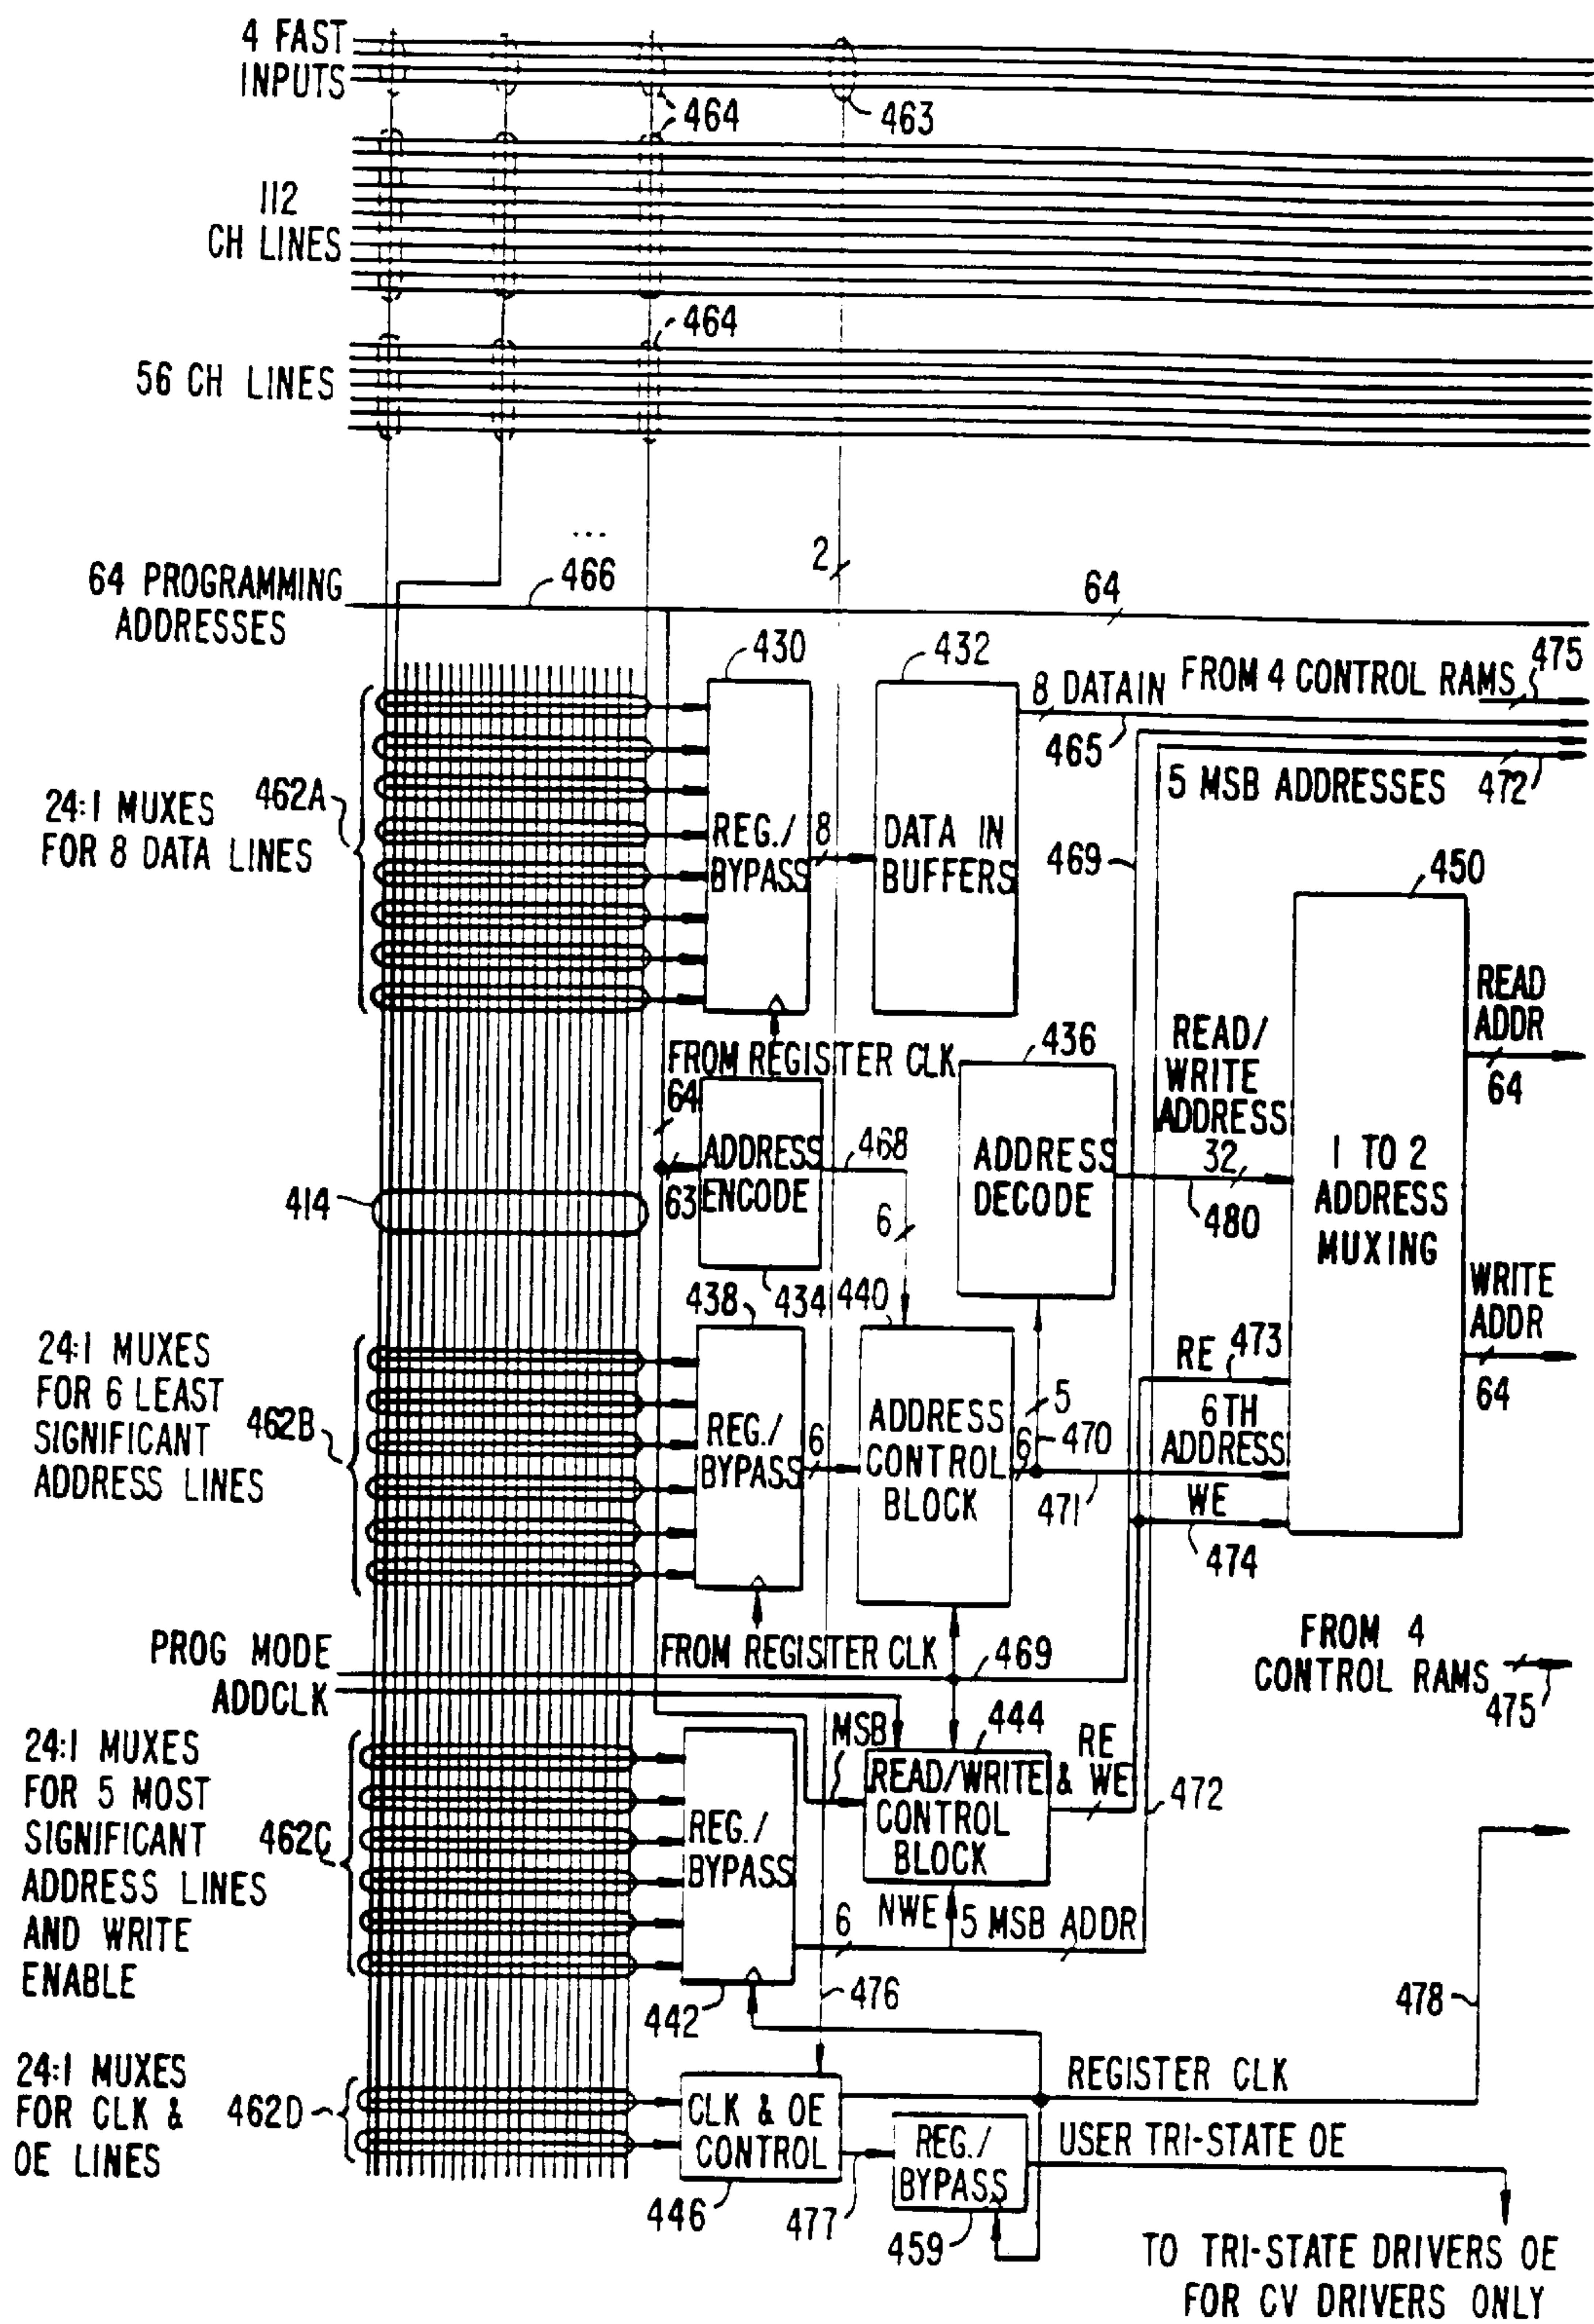 4 FAST
INPUTS
464
463
112
CH LINES
464
56 CH LINES
...
2
64 PROGRAMMING
ADDRESSES
466
64
430
432
8 DATAIN
FROM 4 CONTROL RAMS
475
465
5 MSB ADDRESSES
472
24:1 MUXES
FOR 8 DATA LINES
462A
REG./
BYPASS
8
DATA IN
BUFFERS
469
450
FROM REGISTER CLK
436
READ/
WRITE
ADDRESS
READ
ADDR
64
64
ADDRESS
ENCODE
468
ADDRESS
DECODE
32
1 TO 2
ADDRESS
MUXING
414
63
6
480
438
434
440
WRITE
ADDR
64
24:1 MUXES
FOR 6 LEAST
SIGNIFICANT
ADDRESS LINES
462B
REG./
BYPASS
6
ADDRESS
CONTROL
BLOCK
5
6
470
471
RE
473
6TH
ADDRESS
WE
474
PROG MODE
ADDCLK
FROM REGISTER CLK
469
FROM 4
CONTROL RAMS
475
24:1 MUXES
FOR 5 MOST
SIGNIFICANT
ADDRESS LINES
AND WRITE
ENABLE
462C
REG./
BYPASS
MSB
444
READ/WRITE
CONTROL
BLOCK
RE
& WE
472
6
NWE
5 MSB ADDR
442
476
478
24:1 MUXES
FOR CLK &
OE LINES
462D
CLK & OE
CONTROL
REGISTER CLK
REG./
BYPASS
USER TRI-STATE OE
446
477
459
TO TRI-STATE DRIVERS OE
FOR CV DRIVERS ONLY